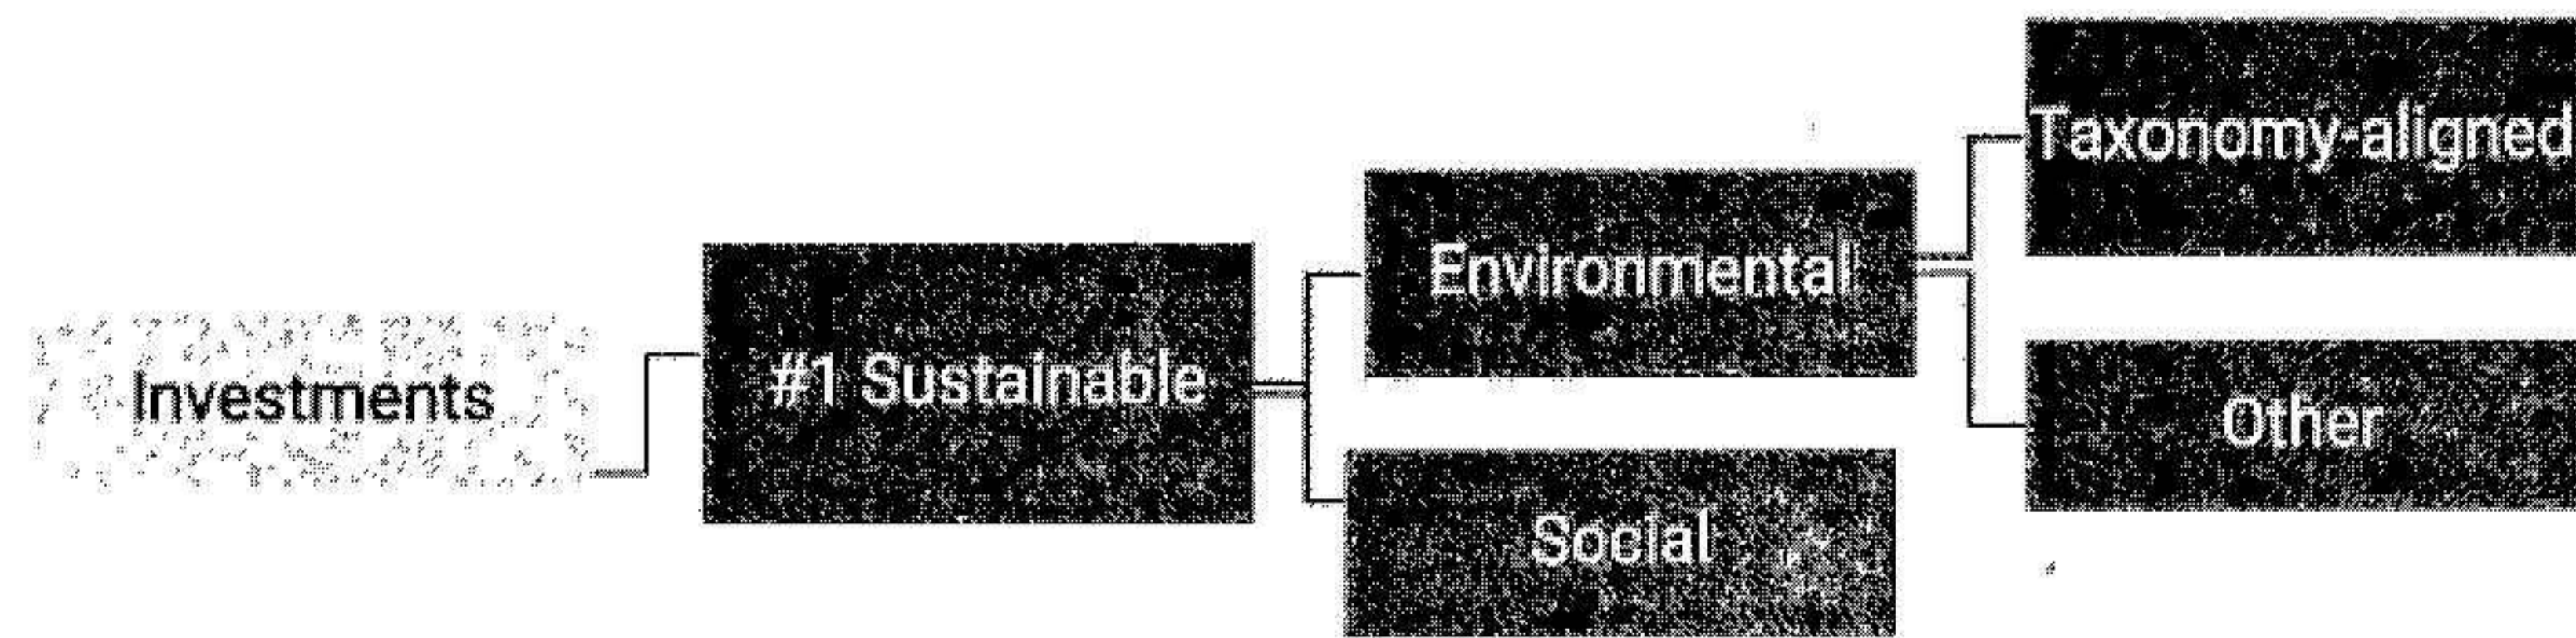 Investments
#1 Sustainable
Environmental
Social
Taxonomy-aligned
Other